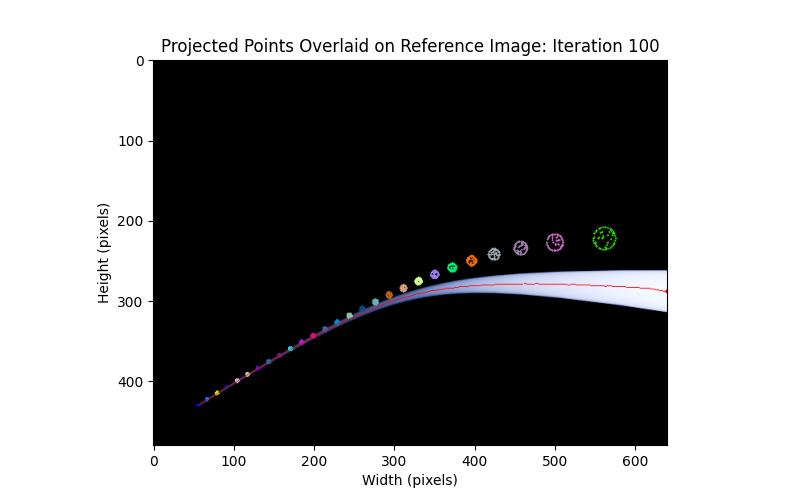 Projected Points Overlaid on Reference Image: Iteration 100
0
100
200
300
400
Height (pixels)
0 100 200 300 400 500 600
Width (pixels)